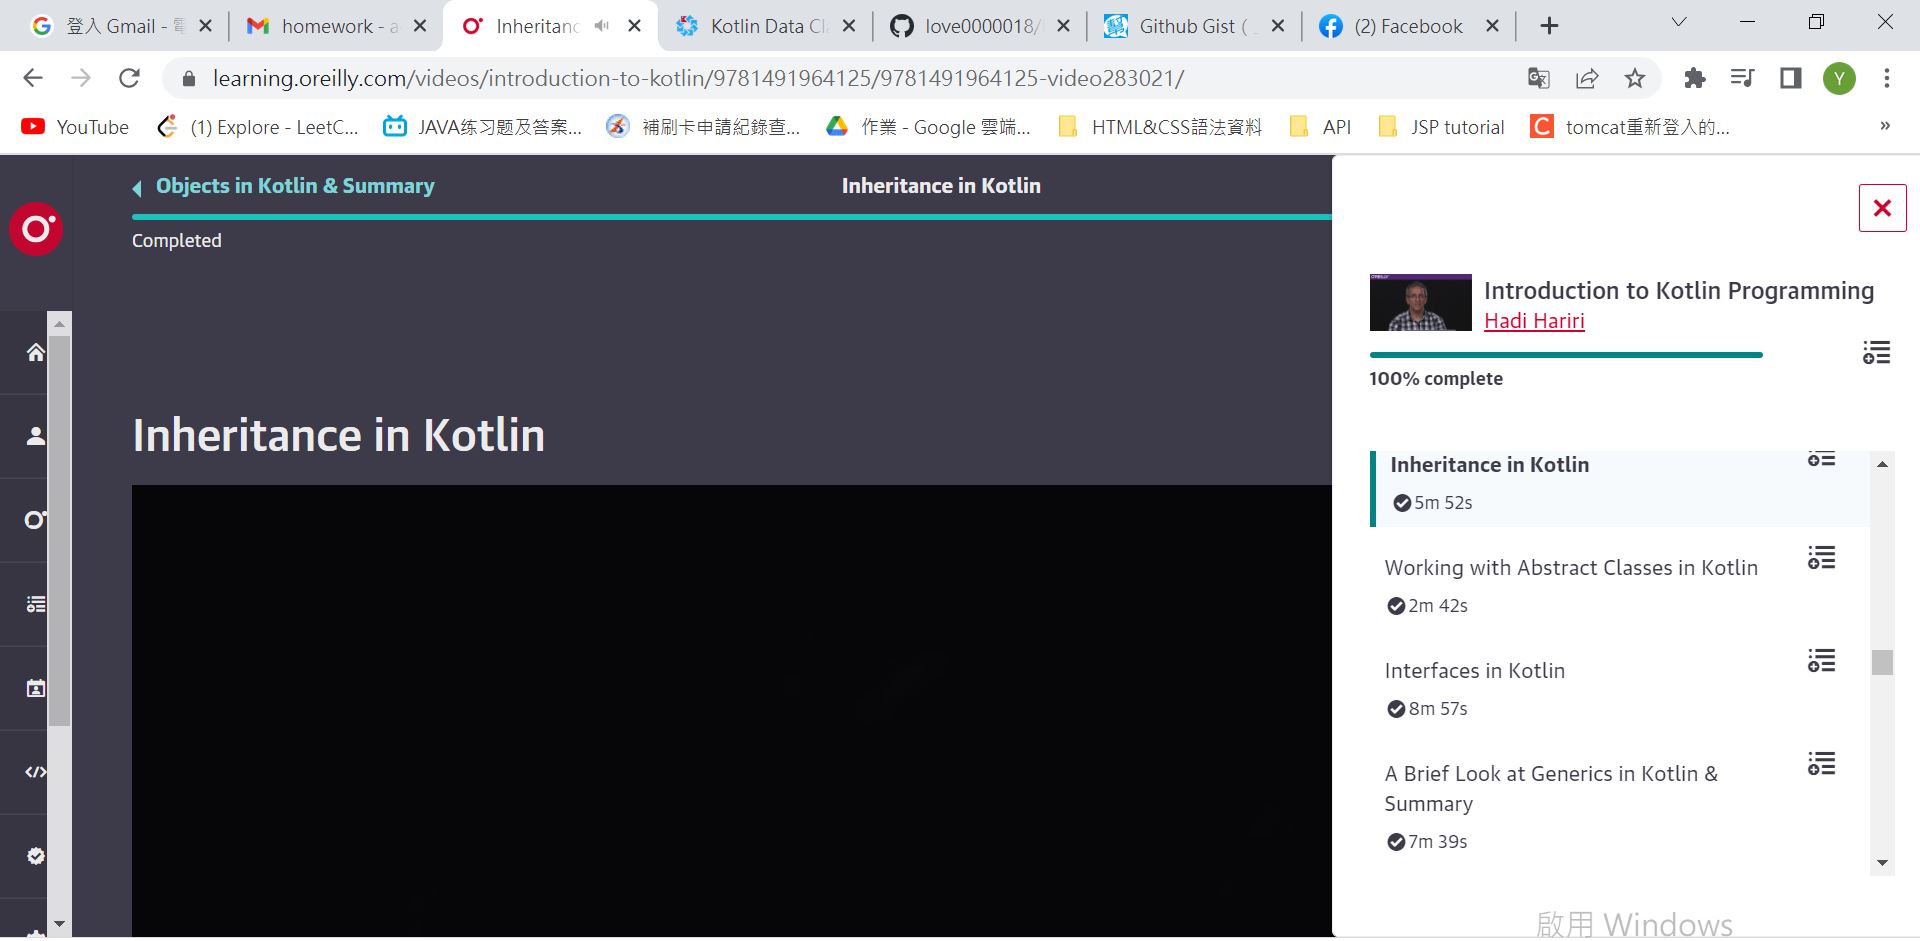 登入 Gmail - 電
homework - a
Inheritanc
Kotlin Data Cl
love0000018/
Github Gist (
(2) Facebook
learning.oreilly.com/videos/introduction-to-kotlin/9781491964125/9781491964125-video283021/
Y
YouTube
(1) Explore - LeetC...
JAVA练习题及答案...
補刷卡申請紀錄查...
作業 - Google 雲端...
HTML&CSS語法資料
API
JSP tutorial
C tomcat重新登入的...
»
Objects in Kotlin & Summary
Inheritance in Kotlin
Completed
Introduction to Kotlin Programming
Hadi Hariri
100% complete
Inheritance in Kotlin
Inheritance in Kotlin
5m 52s
Working with Abstract Classes in Kotlin
2m 42s
Interfaces in Kotlin
8m 57s
A Brief Look at Generics in Kotlin &
Summary
7m 39s
啟用 Windows